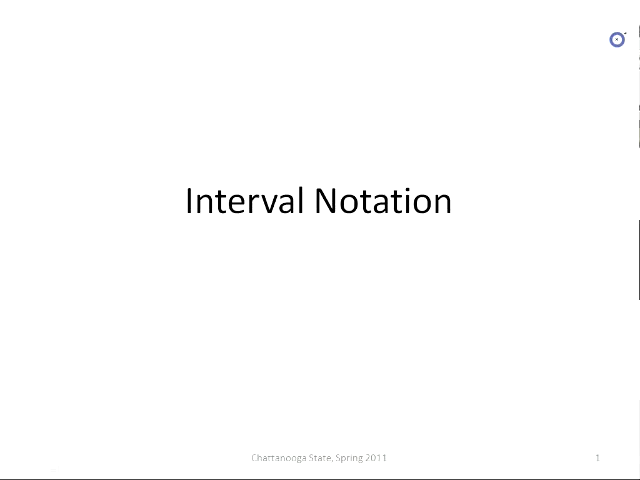 Interval Notation
Chattanooga State, Spring 2011
1